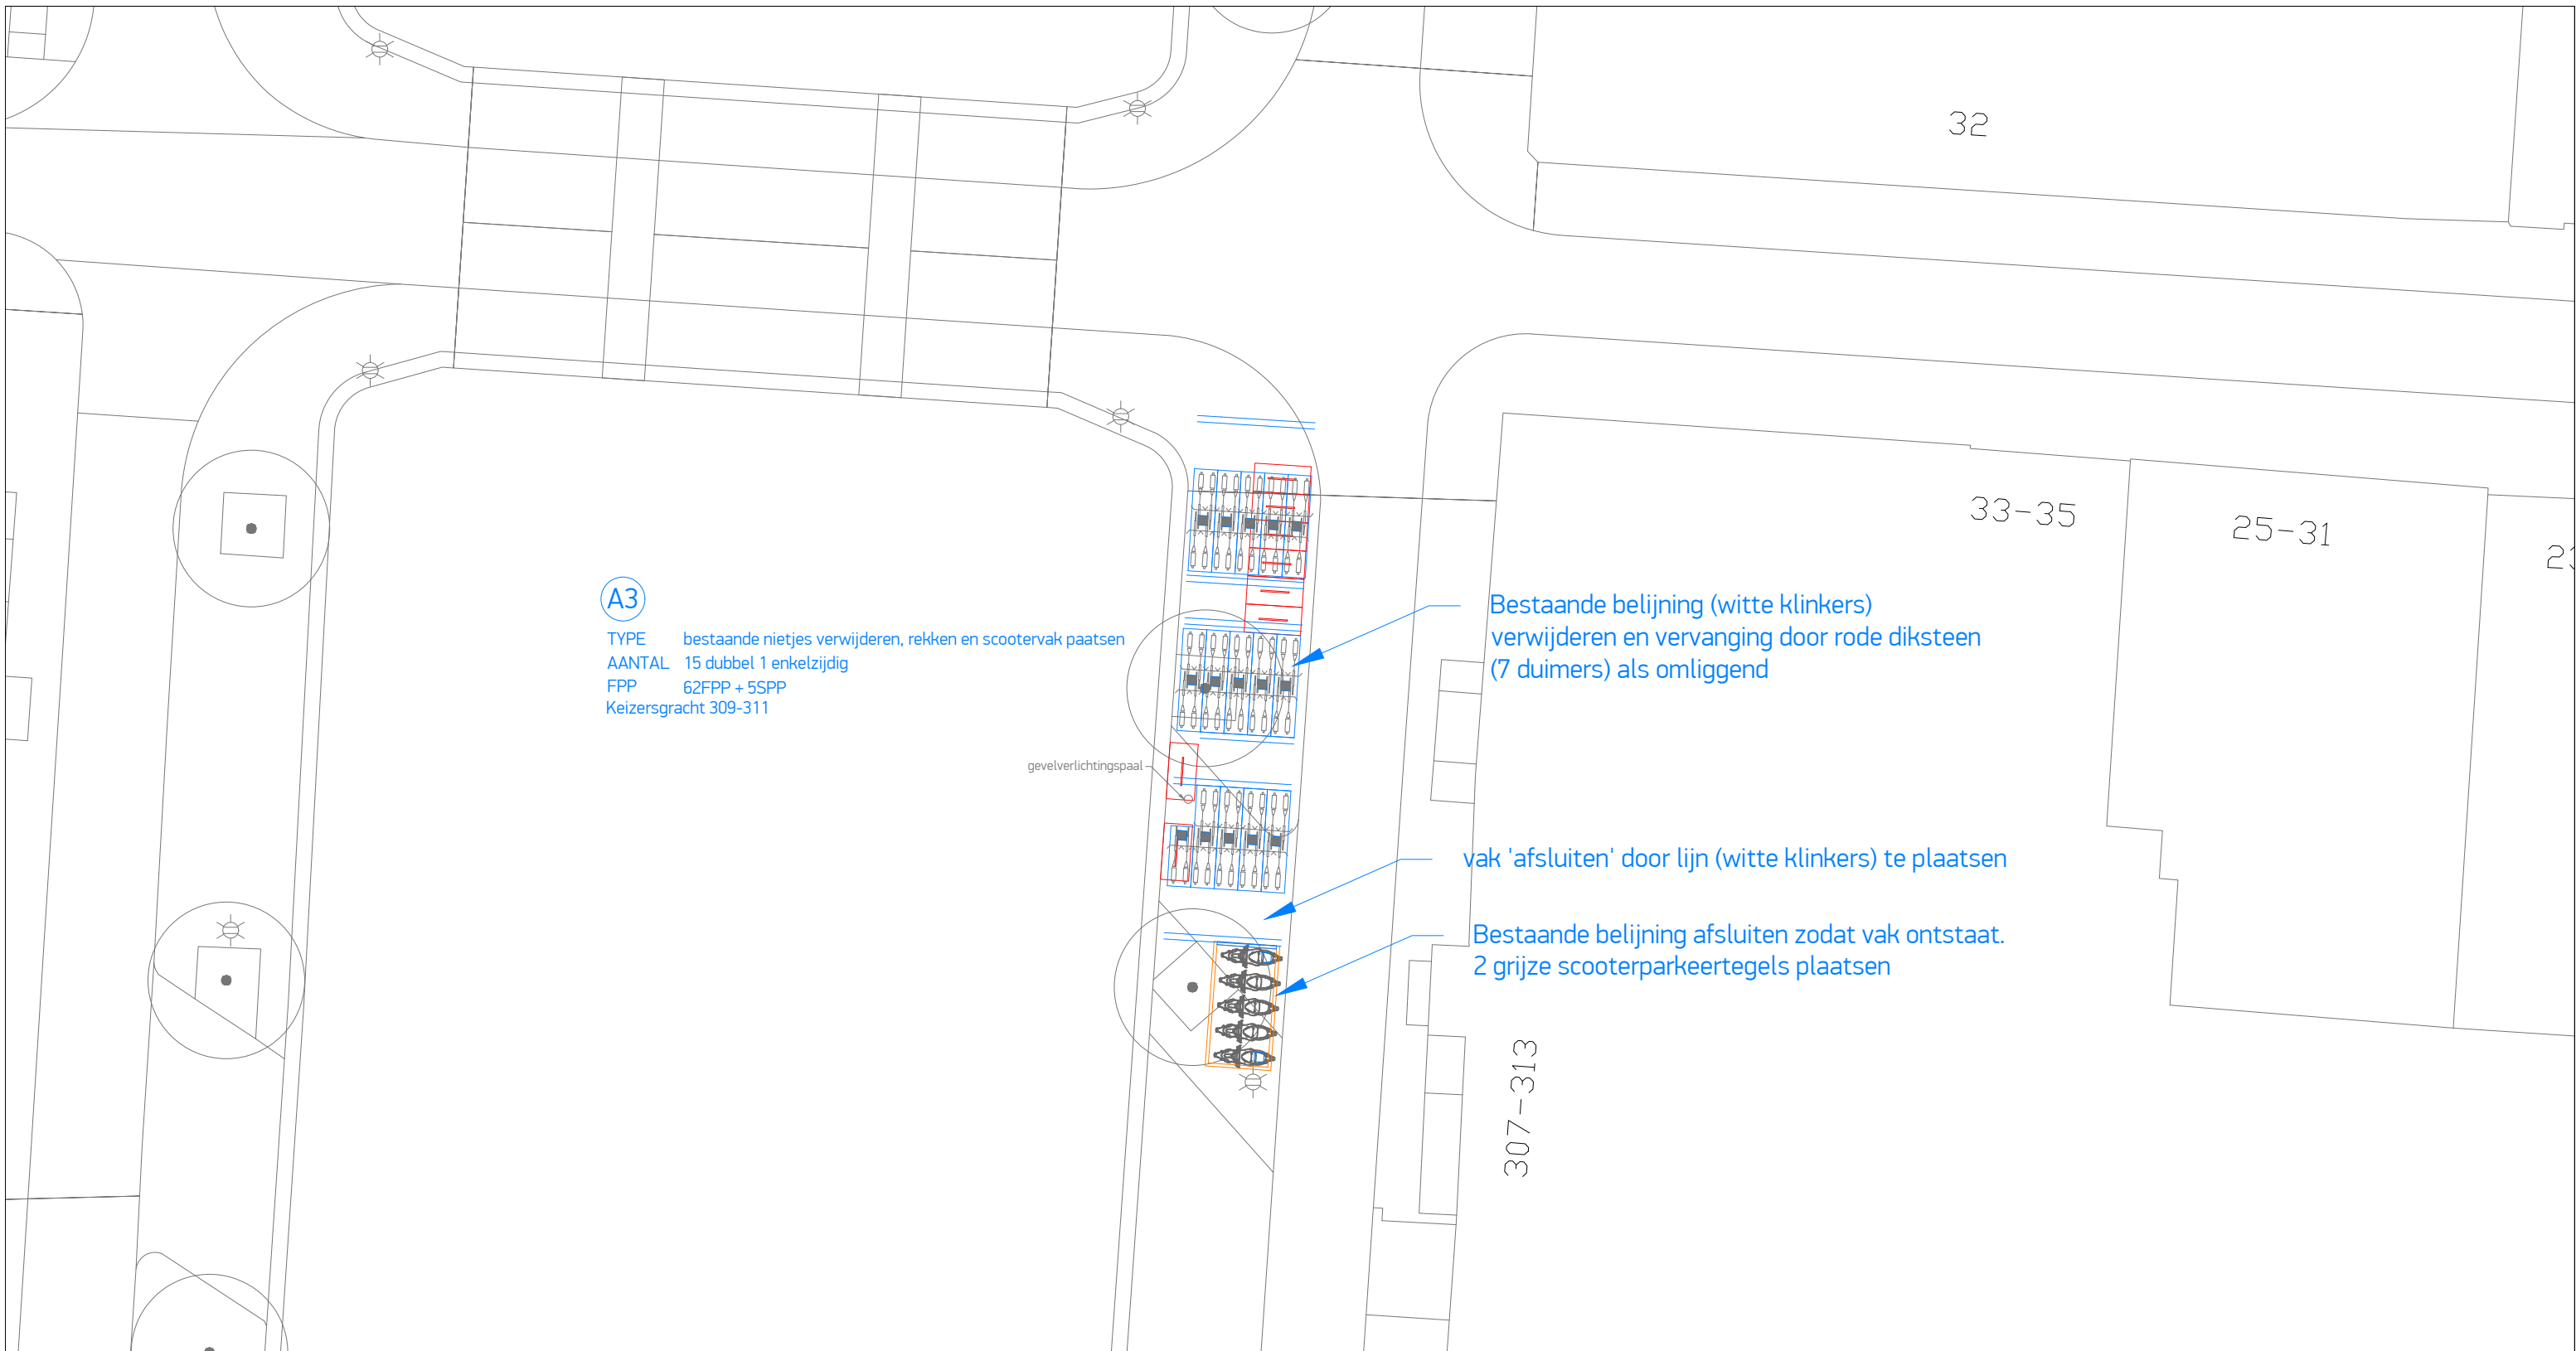 32
33-35
25-31
A3
TYPE bestaande nietjes verwijderen, rekken en scootervak paatsen
AANTAL 15 dubbel 1 enkelzijdig
FPP 62FPP + 5SPP
Keizersgracht 309-311
Bestaande belijning (witte klinkers)
verwijderen en vervanging door rode diksteen
(7 duimers) als omliggend
gevelverlichtingspaal
vak 'afsluiten' door lijn (witte klinkers) te plaatsen
Bestaande belijning afsluiten zodat vak ontstaat.
2 grijze scooterparkeertegels plaatsen
307-313